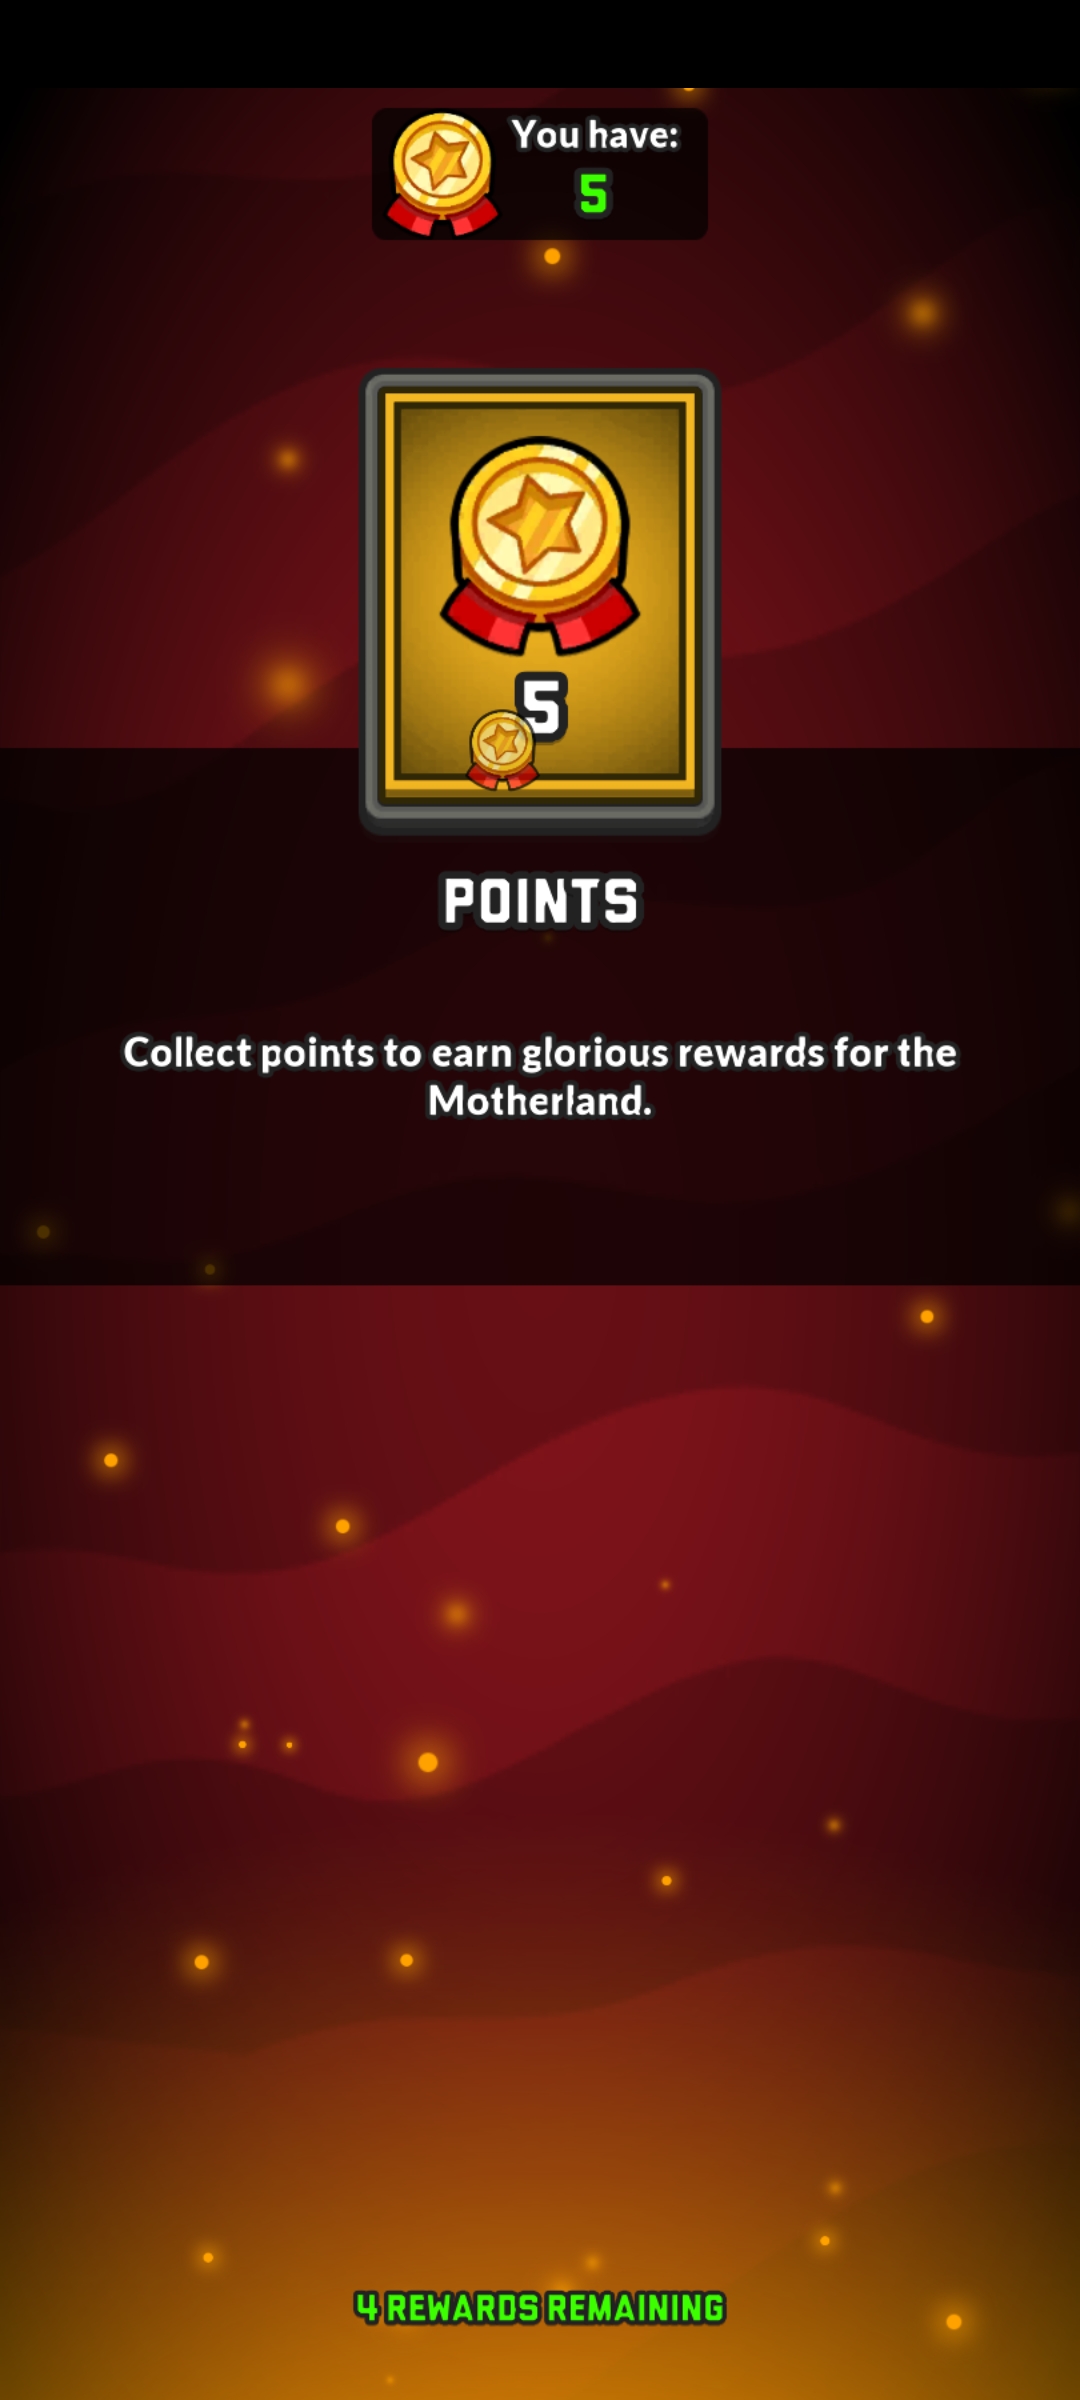 You have:
5
5
POINTS
Collect points to earn glorious rewards for the
Motherland.
4 REWARDS REMAINING